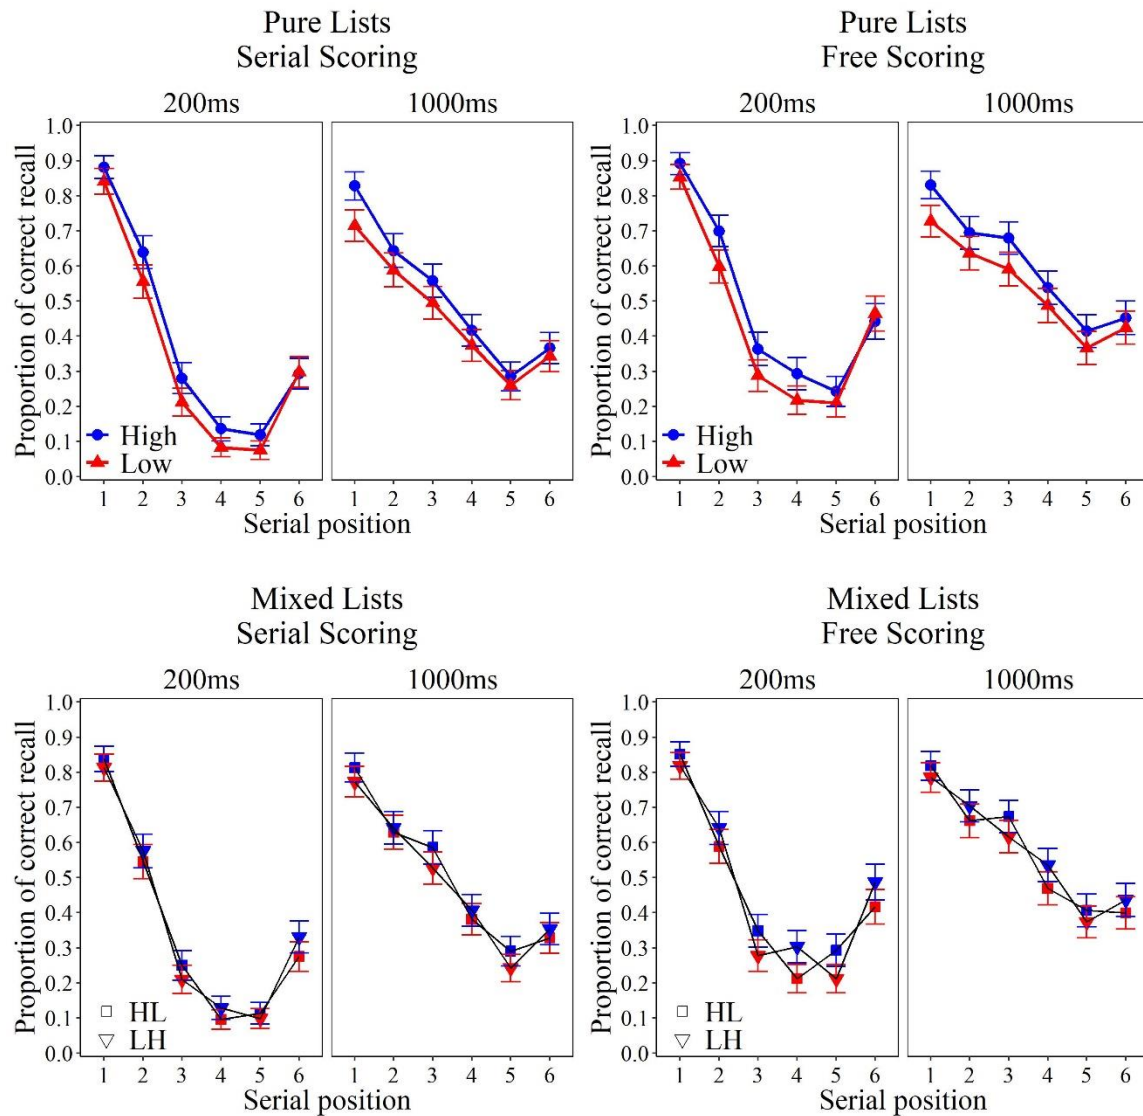 Pure Lists
Serial Scoring
200ms
1000ms
Proportion of correct recall
1.0
0.9
0.8
0.7
0.6
0.5
0.4
0.3
0.2
0.1
0.0
High
Low
1 2 3 4 5 6
1 2 3 4 5 6
Serial position
Pure Lists
Free Scoring
200ms
1000ms
Proportion of correct recall
1.0
0.9
0.8
0.7
0.6
0.5
0.4
0.3
0.2
0.1
0.0
High
Low
1 2 3 4 5 6
1 2 3 4 5 6
Serial position
Mixed Lists
Serial Scoring
200ms
1000ms
Proportion of correct recall
1.0
0.9
0.8
0.7
0.6
0.5
0.4
0.3
0.2
0.1
0.0
HL
LH
1 2 3 4 5 6
1 2 3 4 5 6
Serial position
Mixed Lists
Free Scoring
200ms
1000ms
Proportion of correct recall
1.0
0.9
0.8
0.7
0.6
0.5
0.4
0.3
0.2
0.1
0.0
HL
LH
1 2 3 4 5 6
1 2 3 4 5 6
Serial position